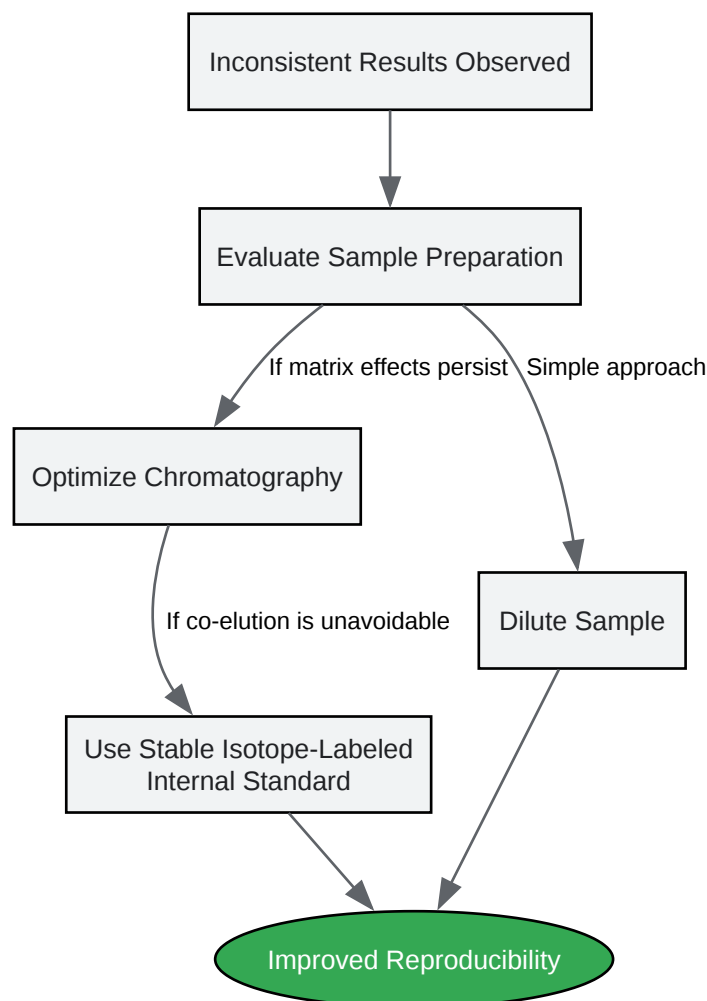 Inconsistent Results Observed
Evaluate Sample Preparation
If matrix effects persist
Simple approach
Optimize Chromatography
Dilute Sample
If co-elution is unavoidable
Use Stable Isotope-Labeled
Internal Standard
Improved Reproducibility